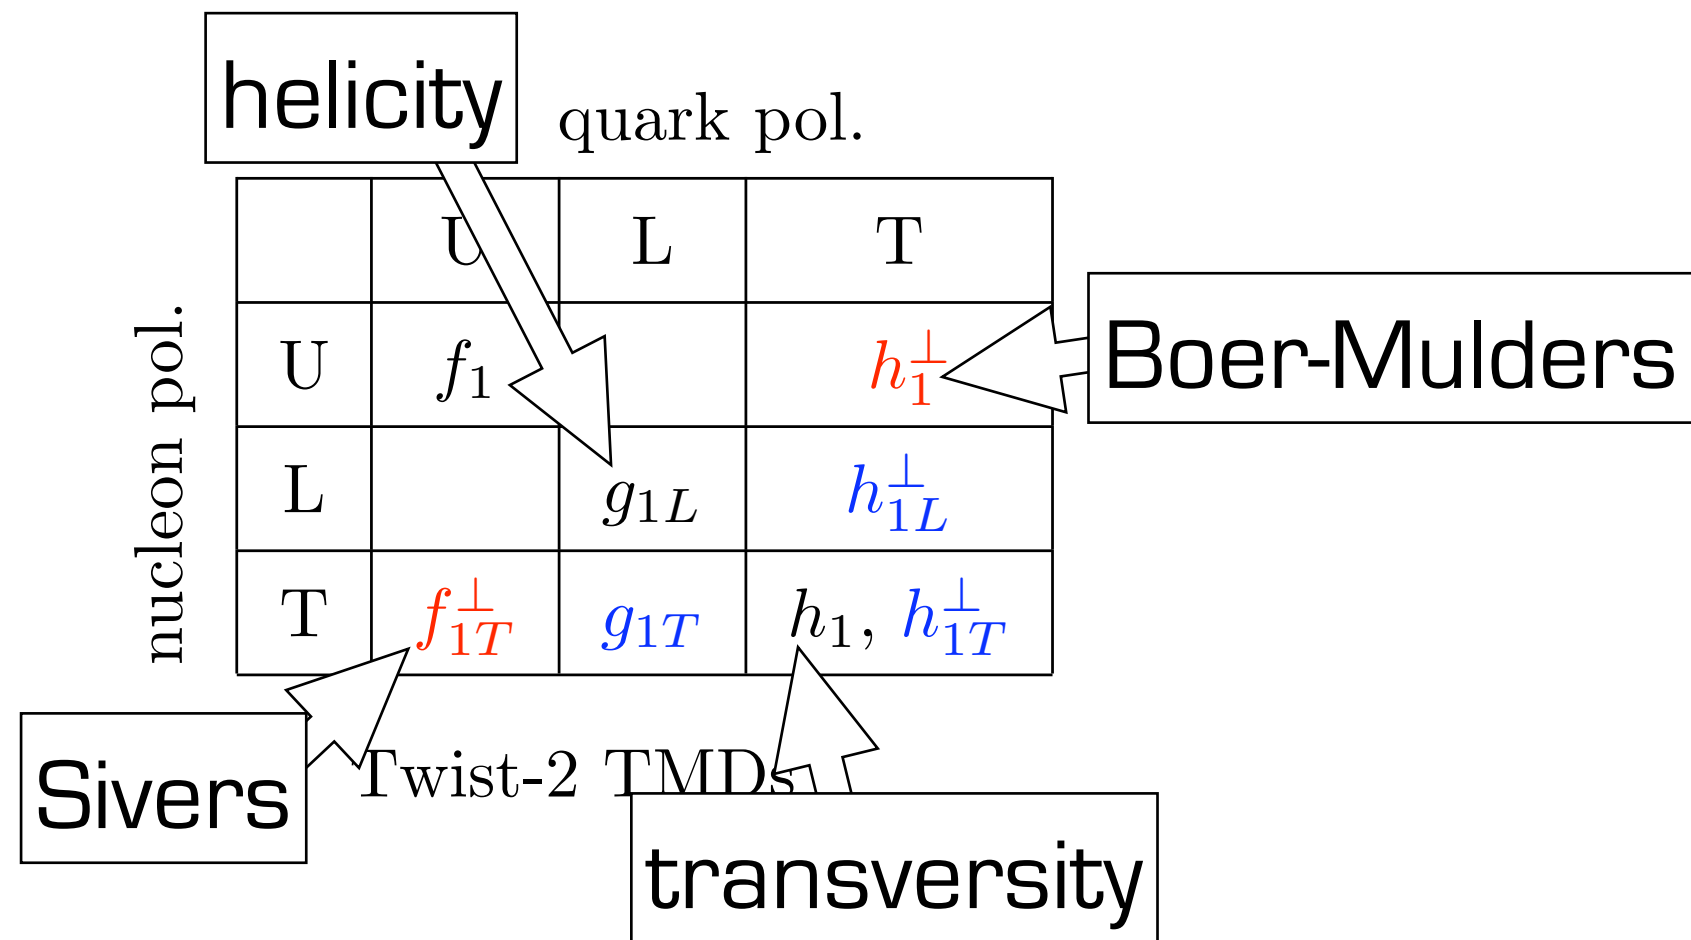 helicity
quark pol.
nucleon pol.
U L T
U f₁ h₁^⊥
L g₁L h₁L^⊥
T f₁T^⊥ g₁T h₁, h₁T^⊥
Boer-Mulders
Sivers
Twist-2 TMDs
transversity